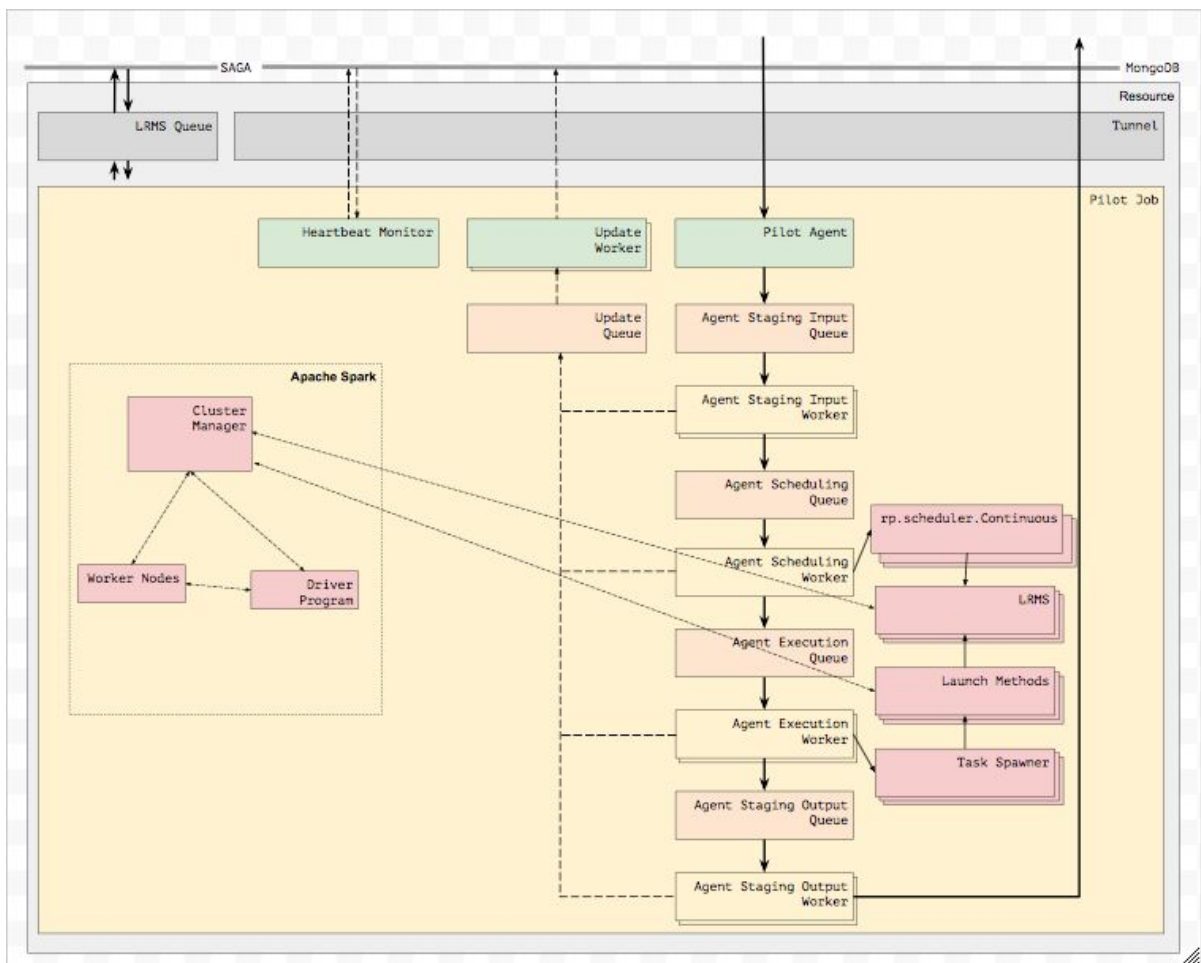 SAGA
MongoDB
Resource
LRMS Queue
Tunnel
Pilot Job
Heartbeat Monitor
Update
Worker
Pilot Agent
Update
Queue
Agent Staging Input
Queue
Apache Spark
Cluster
Manager
Agent Staging Input
Worker
Agent Scheduling
Queue
rp.scheduler.Continuous
Agent Scheduling
Worker
Worker Nodes
Driver
Program
LRMS
Agent Execution
Queue
Launch Methods
Agent Execution
Worker
Task Spawner
Agent Staging Output
Queue
Agent Staging Output
Worker